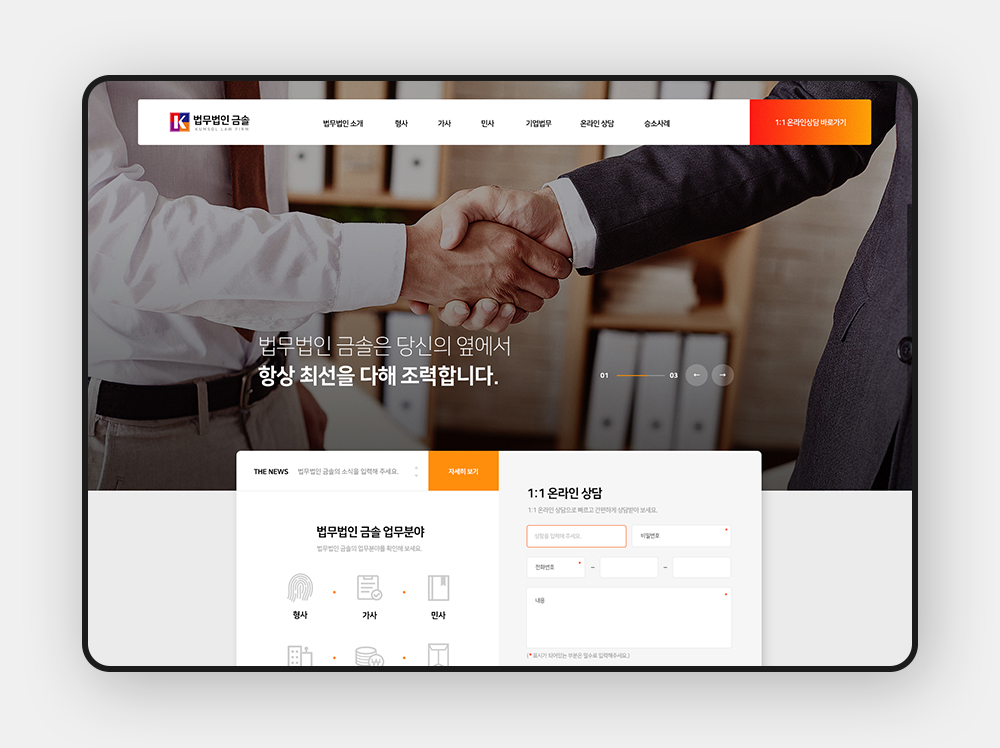 법무법인 금솔
KUMSOL LAW FIRM
법무법인 소개
형사
가사
민사
기업법무
온라인 상담
승소사례
1:1 온라인상담 바로가기
법무법인 금솔은 당신의 옆에서
항상 최선을 다해 조력합니다.
01
03
THE NEWS
법무법인 금솔의 소식을 입력해 주세요.
자세히 보기
법무법인 금솔 업무분야
법무법인 금솔의 업무분야를 확인해 보세요.
형사
가사
민사
1:1 온라인 상담
1:1 온라인 상담으로 빠르고 간편하게 상담받아 보세요.
성함을 입력해 주세요.
비밀번호
전화번호
내용
(* 표시가 되어있는 부분은 필수로 입력해주세요.)